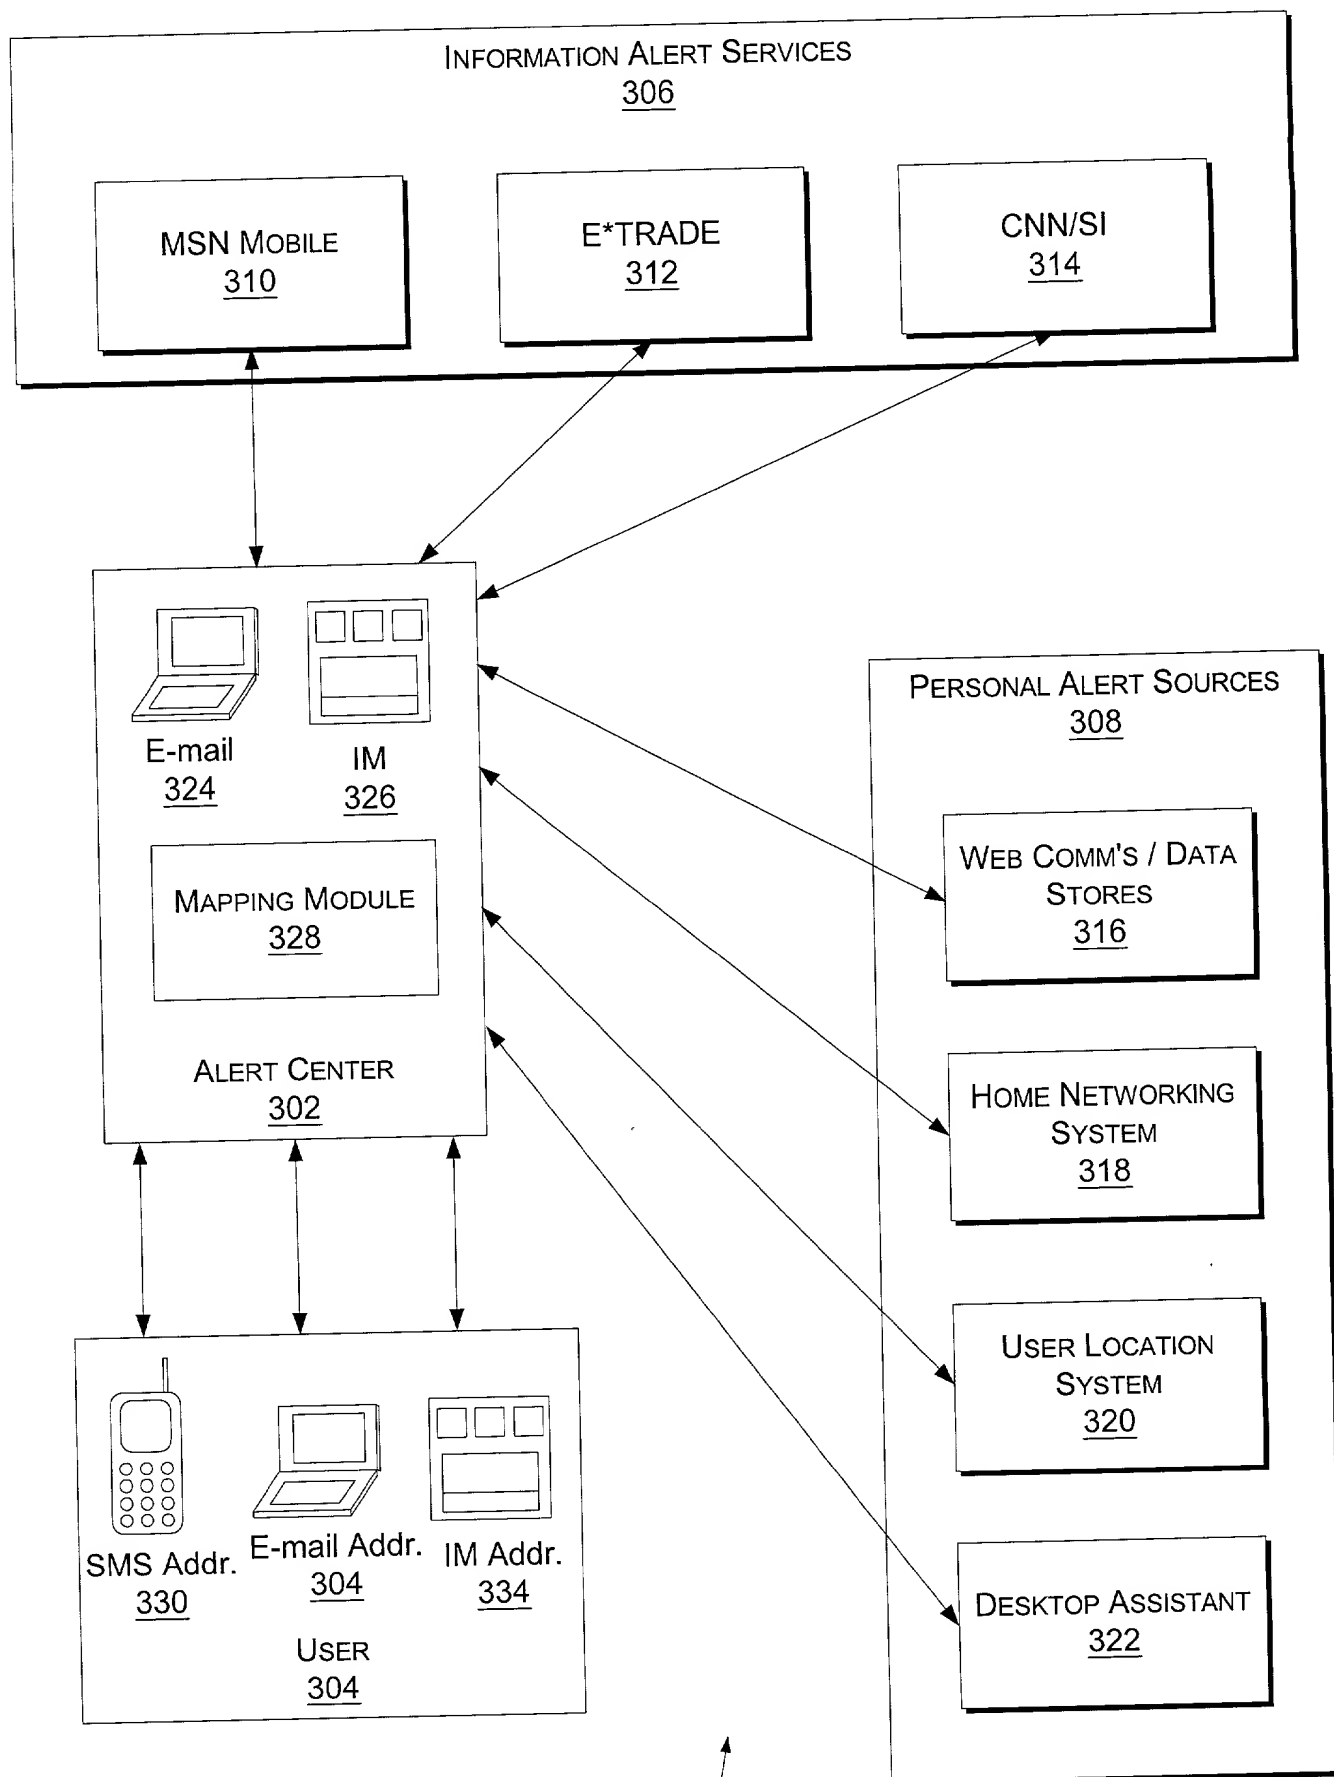 INFORMATION ALERT SERVICES
306
MSN MOBILE
310
E*TRADE
312
CNN/SI
314
E-mail
324
IM
326
MAPPING MODULE
328
ALERT CENTER
302
PERSONAL ALERT SOURCES
308
WEB COMM'S / DATA
STORES
316
HOME NETWORKING
SYSTEM
318
USER LOCATION
SYSTEM
320
DESKTOP ASSISTANT
322
SMS Addr.
330
E-mail Addr.
304
IM Addr.
334
USER
304